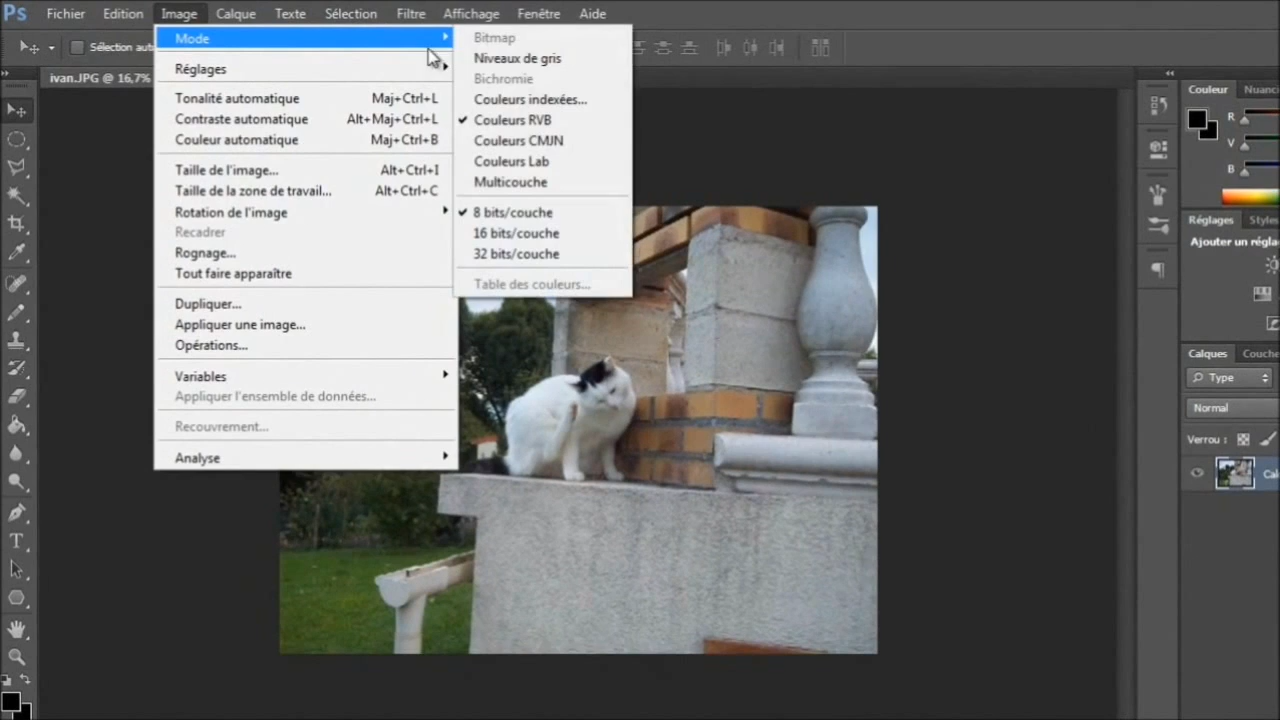 Ps Fichier Edition Image Calque Texte Sélection Filtre Affichage Fenêtre Aide
Sélection
ivan.JPG @ 16,7%
Mode
Réglages
Tonalité automatique Maj+Ctrl+L
Contraste automatique Alt+Maj+Ctrl+L
Couleur automatique Maj+Ctrl+B
Taille de l'image... Alt+Ctrl+I
Taille de la zone de travail... Alt+Ctrl+C
Rotation de l'image
Recadrer
Rognage...
Tout faire apparaître
Dupliquer...
Appliquer une image...
Opérations...
Variables
Appliquer l'ensemble de données...
Recouvrement...
Analyse
Bitmap
Niveaux de gris
Bichromie
Couleurs indexées...
Couleurs RVB
Couleurs CMJN
Couleurs Lab
Multicouche
8 bits/couche
16 bits/couche
32 bits/couche
Table des couleurs...
Couleur Nuanc
R
V
B
Réglages Styles
Ajouter un régla
Calques Couche
Type
Normal
Verrou :
Cal
T